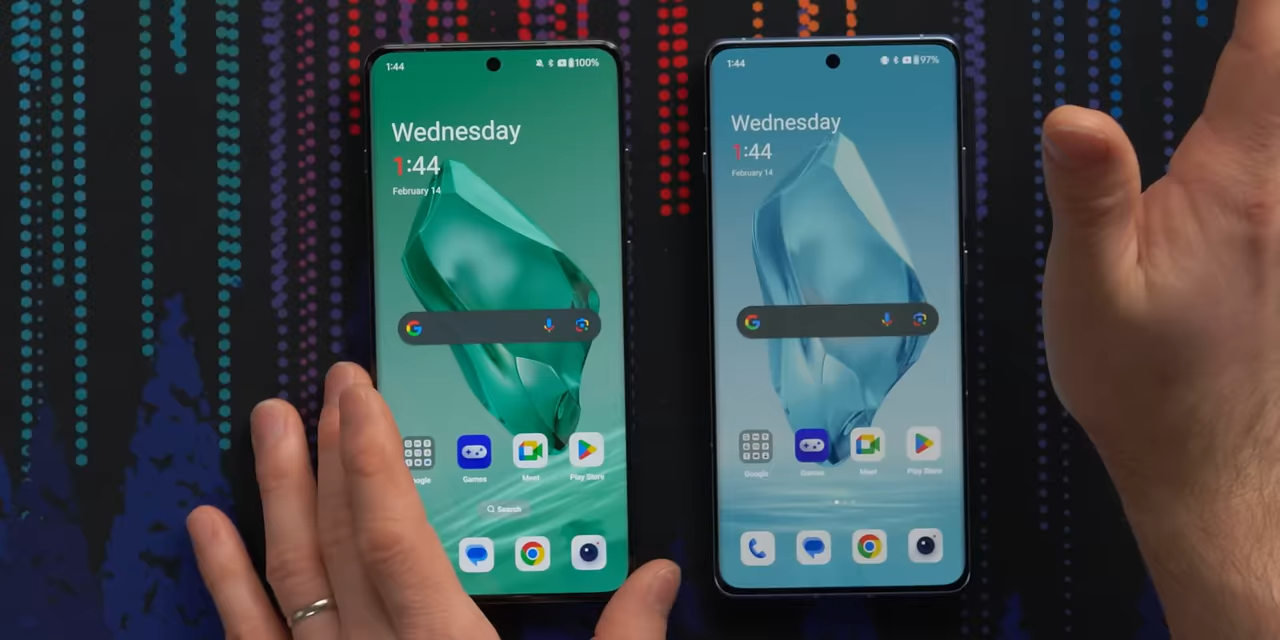 1:44
100%
Wednesday
1:44
February 14
ogle
Games
Meet
Play Store
Search
1:44
97%
Wednesday
1:44
February 14
Google
Games
Meet
Play Store